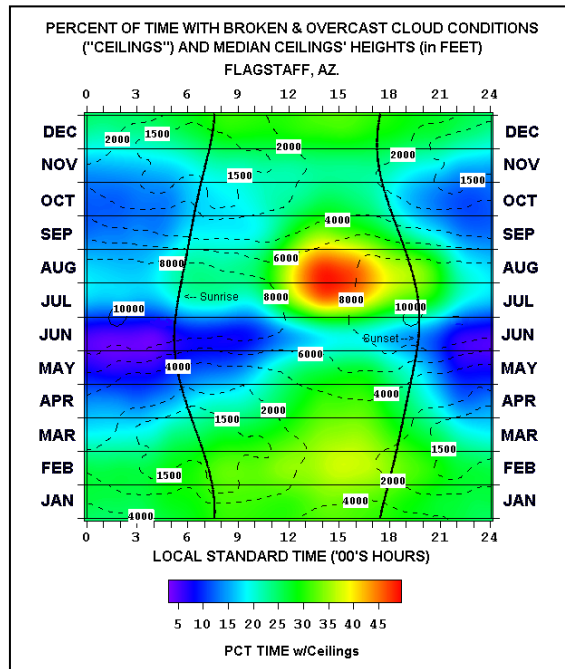 PERCENT OF TIME WITH BROKEN & OVERCAST CLOUD CONDITIONS
("CEILINGS") AND MEDIAN CEILINGS' HEIGHTS (in FEET)
FLAGSTAFF, AZ.
0 3 6 9 12 15 18 21 24
DEC 2000 1500 2000 2000 DEC
NOV 1500 1500 NOV
OCT OCT
SEP 4000 SEP
AUG 8000 6000 AUG
JUL <-- Sunrise 8000 8000 10000 JUL
10000
JUN Sunset --> JUN
MAY 4000 6000 MAY
APR 2000 4000 APR
MAR 1500 1500 MAR
FEB 1500 2000 FEB
JAN 4000 4000 JAN
0 3 6 9 12 15 18 21 24
LOCAL STANDARD TIME ('00'S HOURS)
5 10 15 20 25 30 35 40 45
PCT TIME w/Ceilings